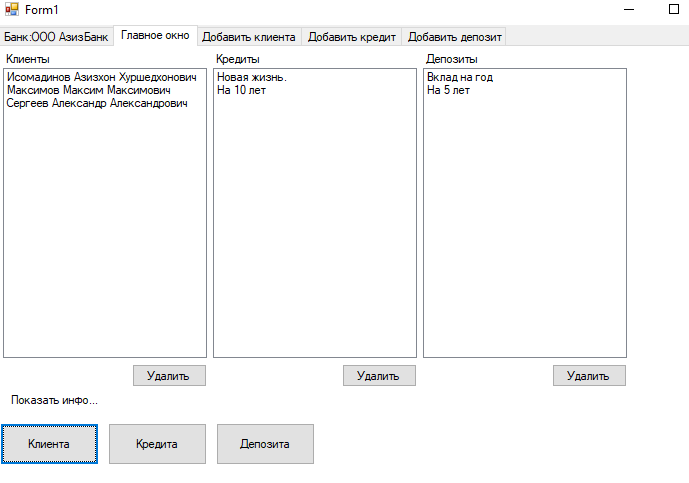 Form1
Банк:ООО АзизБанк Главное окно Добавить клиента Добавить кредит Добавить депозит
Клиенты Кредиты Депозиты
Исомадинов Азизхон Хуршедхонович Новая жизнь. Вклад на год
Максимов Максим Максимович На 10 лет На 5 лет
Сергеев Александр Александрович
Удалить Удалить Удалить
Показать инфо...
Клиента Кредита Депозита